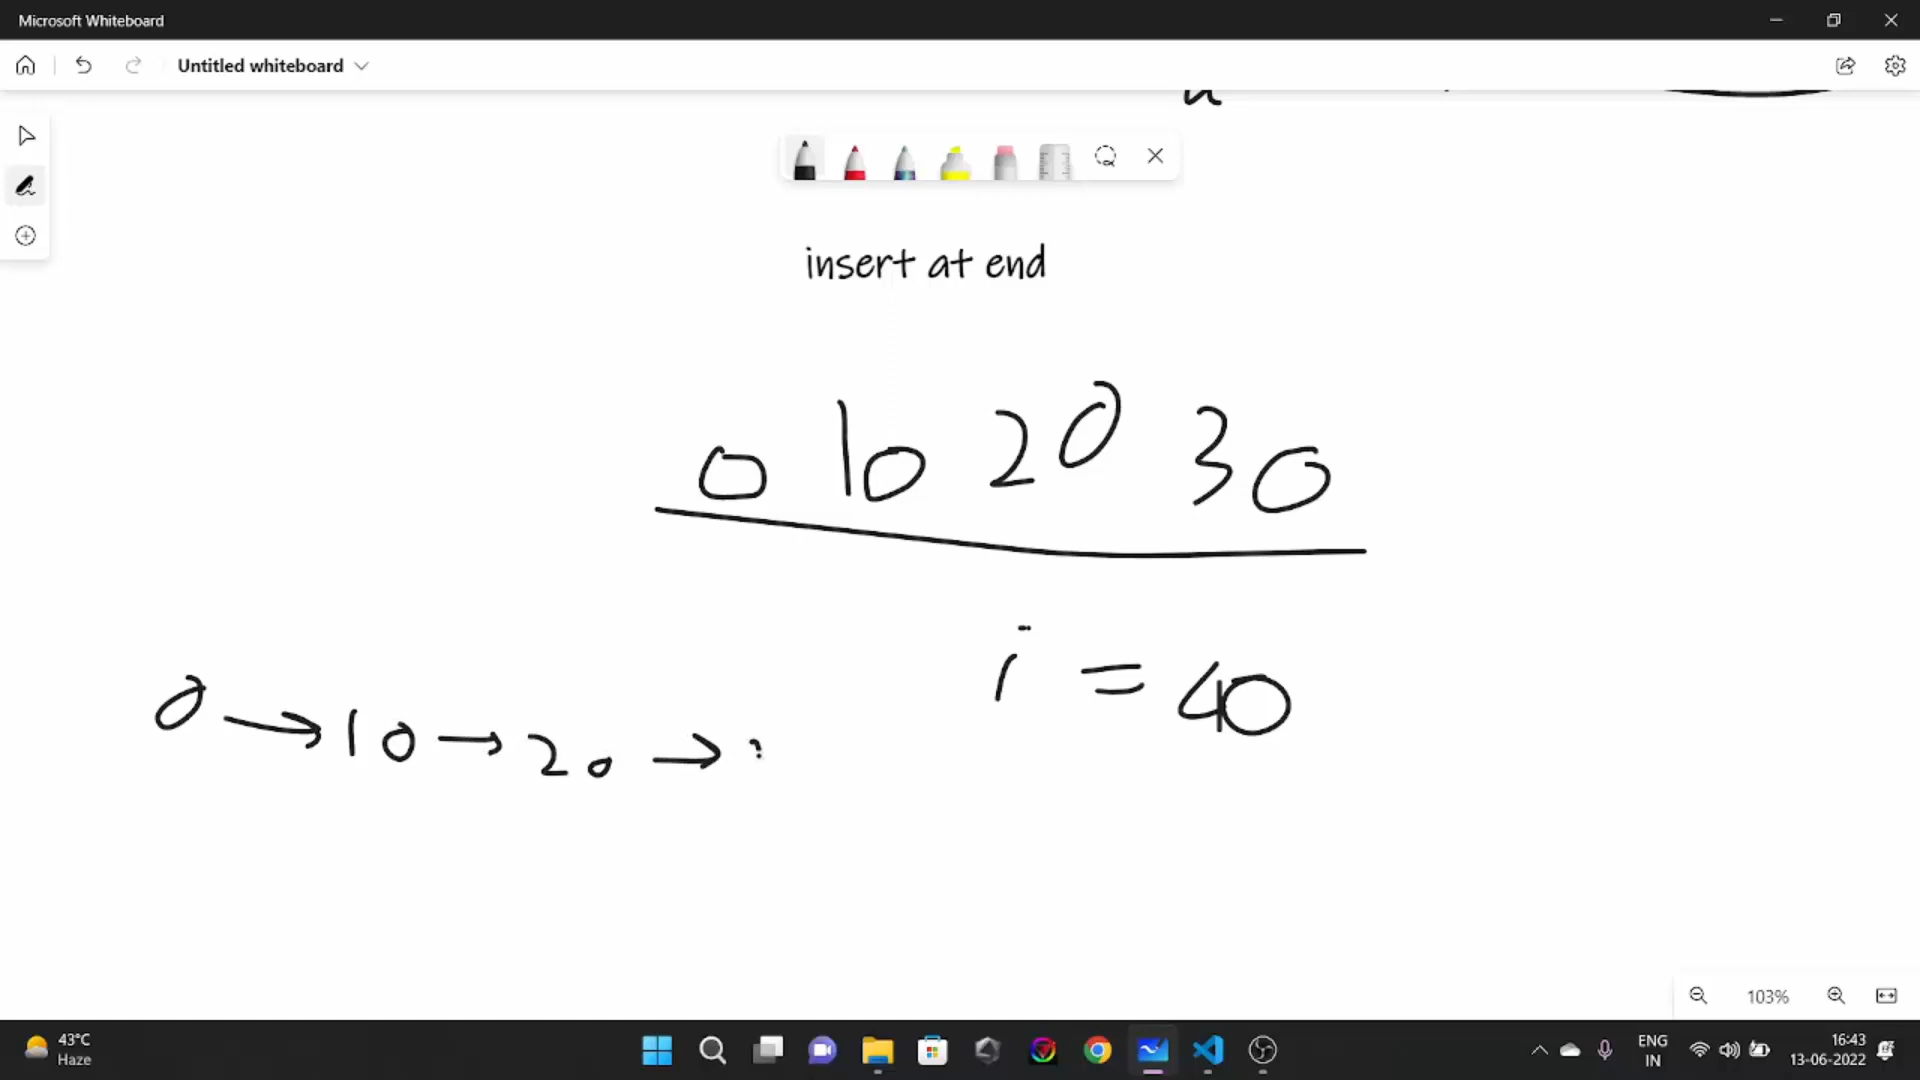 Microsoft Whiteboard
Untitled whiteboard
insert at end
0 10 20 30
i = 40
0 → 10 → 20 →
103%
43°C
Haze
ENG
IN
16:43
13-06-2022